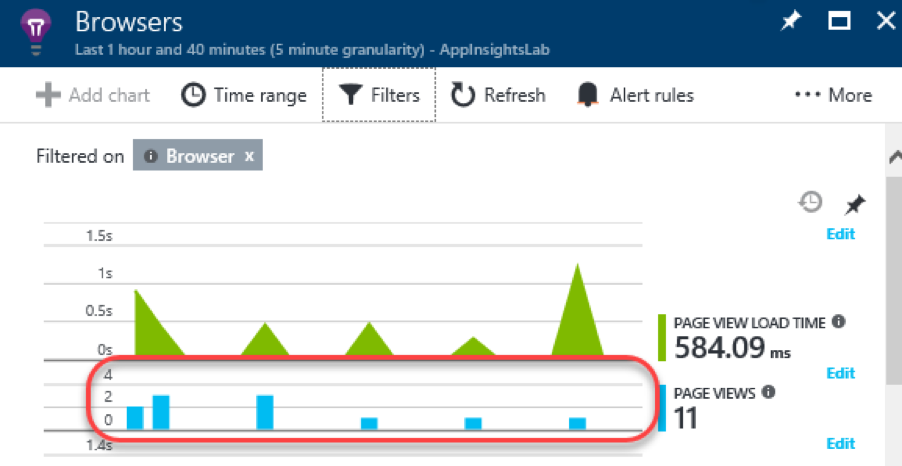 Browsers
Last 1 hour and 40 minutes (5 minute granularity) - AppInsightsLab
Add chart Time range Filters Refresh Alert rules ••• More
Filtered on Browser x
Edit
1.5s
1s
0.5s
0s
PAGE VIEW LOAD TIME
584.09 ms
Edit
4
2
0
PAGE VIEWS
11
Edit
1.4s